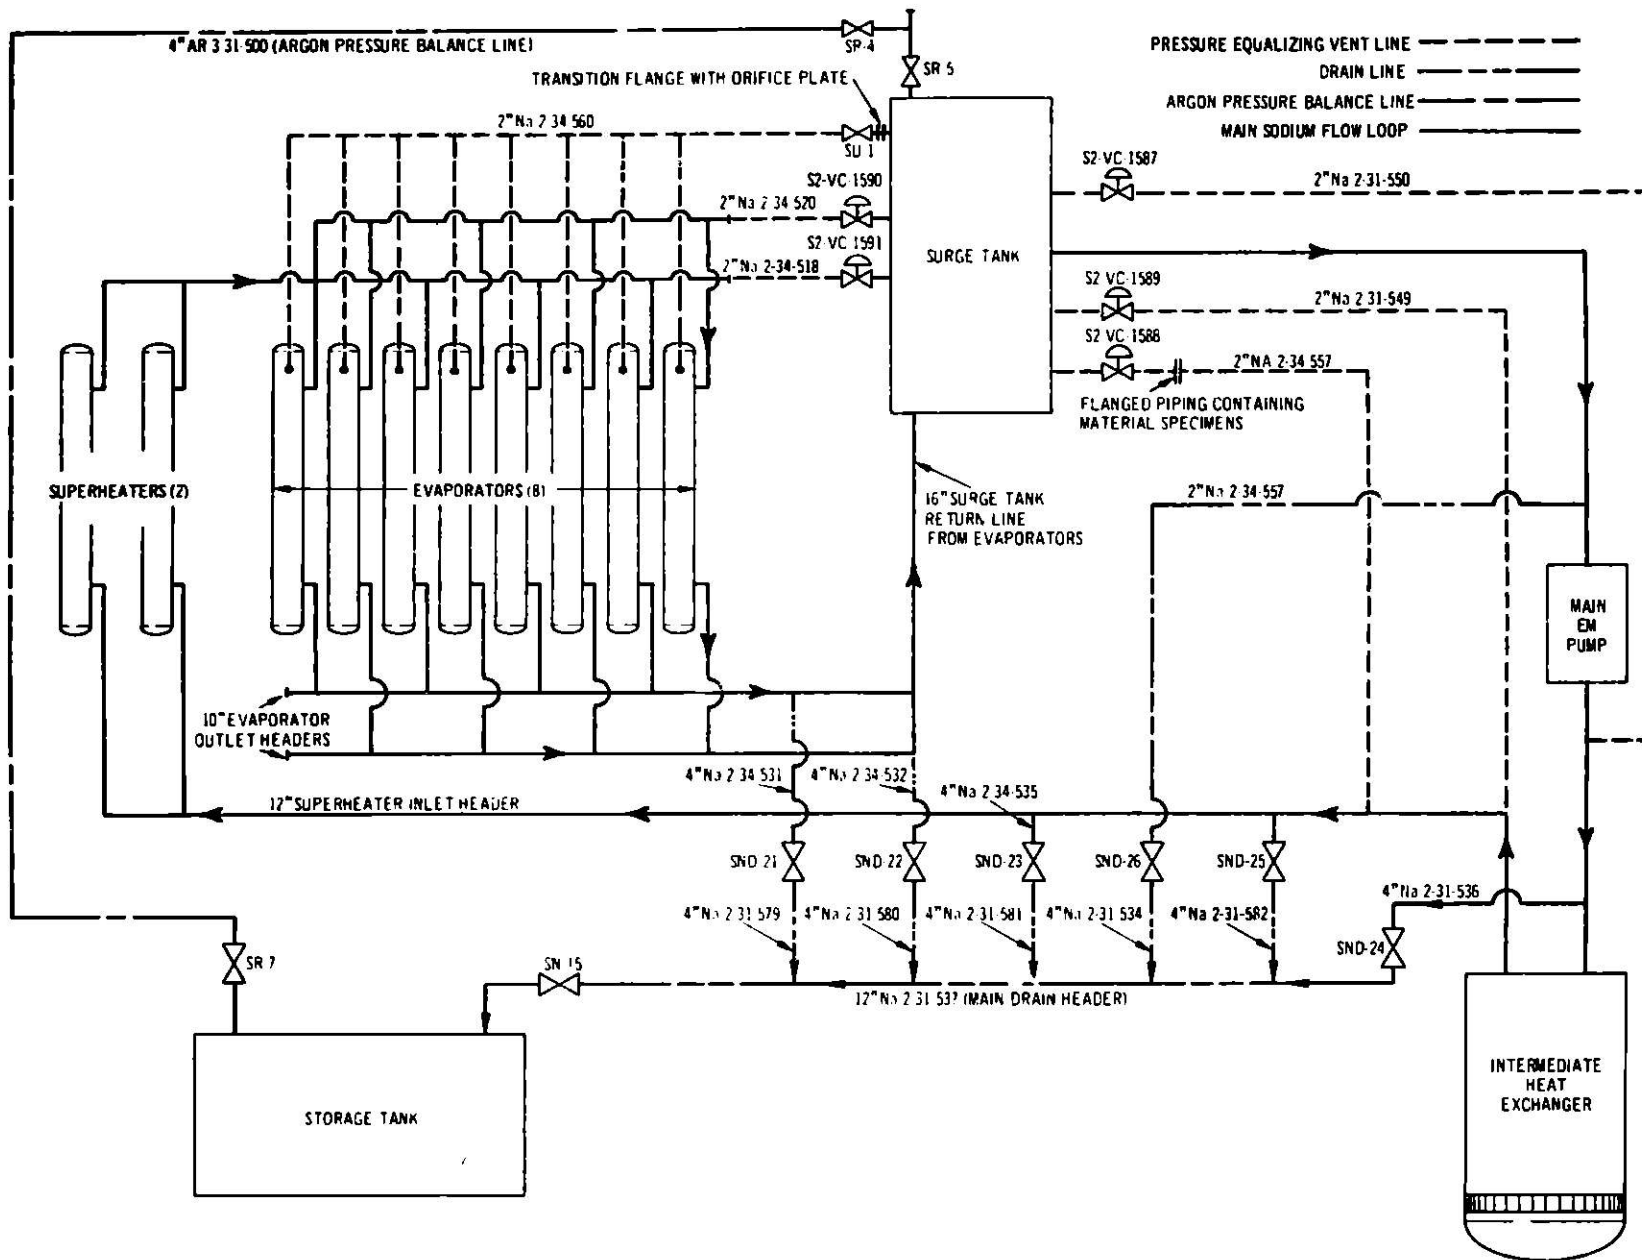 4"AR 3 31-500 (ARGON PRESSURE BALANCE LINE)
SR-4
SR 5
TRANSITION FLANGE WITH ORIFICE PLATE
PRESSURE EQUALIZING VENT LINE
DRAIN LINE
ARGON PRESSURE BALANCE LINE
MAIN SODIUM FLOW LOOP
2"Na 2 34 560
SU 1
S2-VC-1590
2"Na 2 34-520
S2-VC 1591
2"Na 2-34-518
SURGE TANK
S2-VC-1587
2"Na 2-31-550
S2 VC-1589
2"Na 2 31-549
S2 VC-1588
2"NA 2-34 557
FLANGED PIPING CONTAINING
MATERIAL SPECIMENS
SUPERHEATERS (2)
EVAPORATORS (8)
16"SURGE TANK
RETURN LINE
FROM EVAPORATORS
2"Na 2-34-557
MAIN
EM
PUMP
10"EVAPORATOR
OUTLET HEADERS
4"Na 2 34-531
4"Na 2-34-532
4"Na 2 34-535
12"SUPERHEATER INLET HEADER
SND 21
SND-22
SND-23
SND-26
SND-25
4"Na 2-31-536
4"Na 2-31 579
4"Na 2 31 580
4"Na 2-31-581
4"Na 2-31 534
4"Na 2-31-582
SND-24
SR 7
SN 15
12"Na 2 31 537 (MAIN DRAIN HEADER)
STORAGE TANK
INTERMEDIATE
HEAT
EXCHANGER